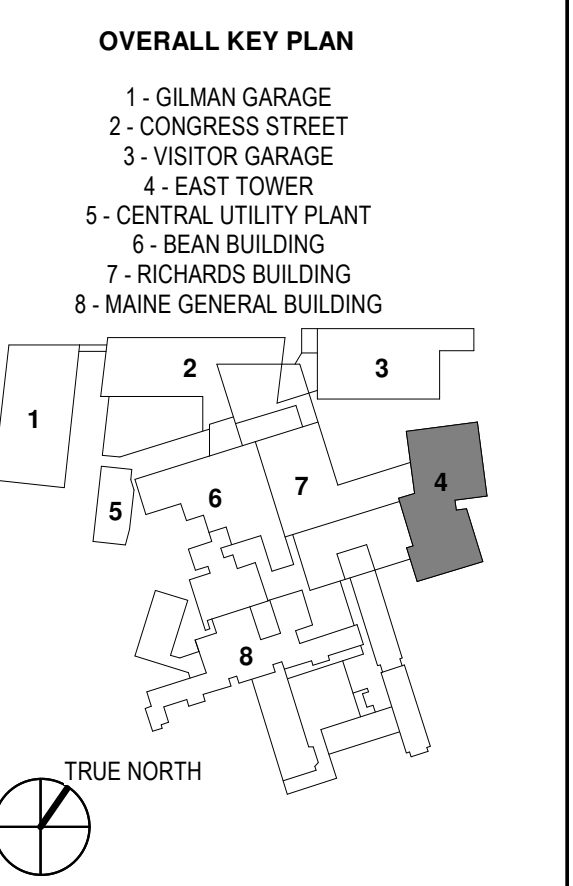 OVERALL KEY PLAN
1 - GILMAN GARAGE
2 - CONGRESS STREET
3 - VISITOR GARAGE
4 - EAST TOWER
5 - CENTRAL UTILITY PLANT
6 - BEAN BUILDING
7 - RICHARDS BUILDING
8 - MAINE GENERAL BUILDING
2
3
1
4
7
6
5
8
TRUE NORTH